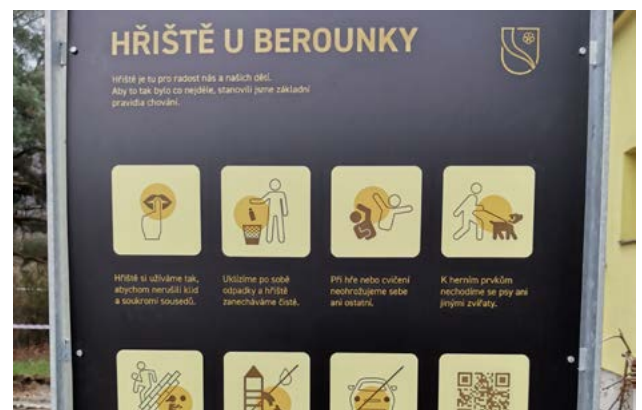 HŘIŠTĚ U BEROUNKY
Hřiště je tu pro radost nás a našich dětí.
Aby to tak bylo co nejdéle, stanovili jsme základní
pravidla chování.
Hřiště si užíváme tak,
abychom nerušili klid
a soukromí sousedů.
Uklízíme po sobě
odpadky a hřiště
zanecháváme čisté.
Při hře nebo cvičení
neohrožujeme sebe
ani ostatní.
K herním prvkům
nechodíme se psy ani
jinými zvířaty.